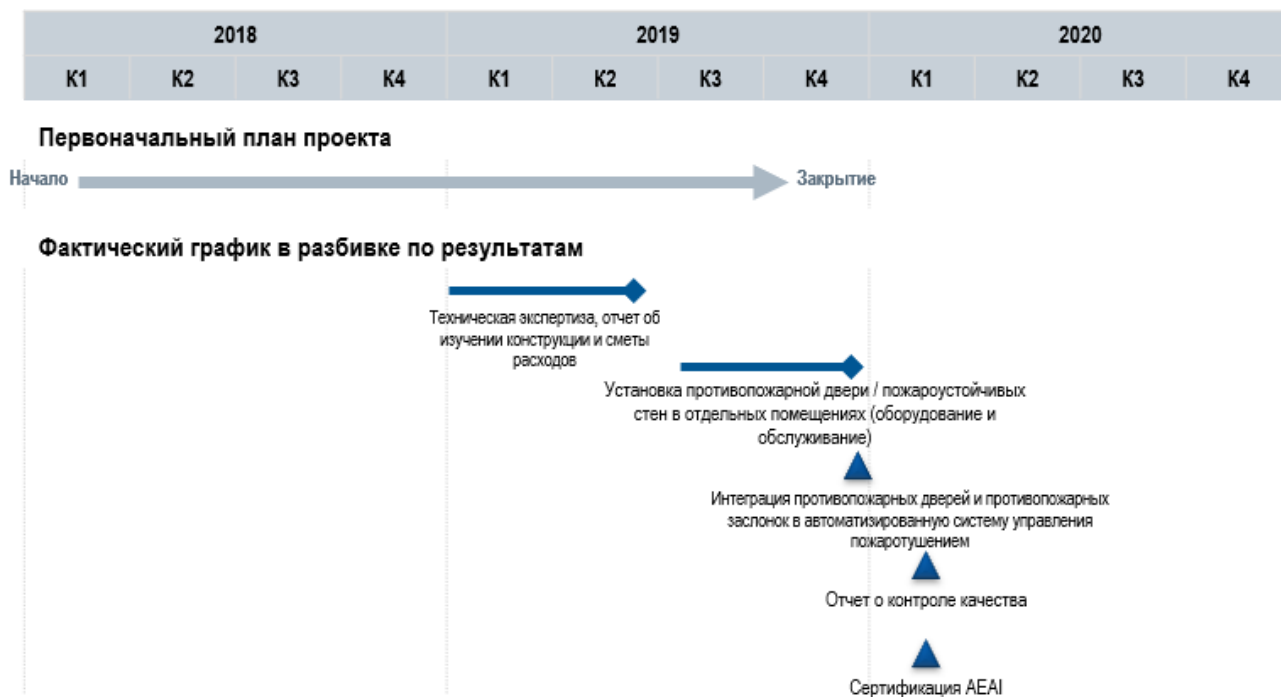 2018 2019 2020
К1 К2 К3 К4 К1 К2 К3 К4 К1 К2 К3 К4
Первоначальный план проекта
Начало Закрытие
Фактический график в разбивке по результатам
Техническая экспертиза, отчет об
изучении конструкции и сметы
расходов
Установка противопожарной двери / пожароустойчивых
стен в отдельных помещениях (оборудование и
обслуживание)
Интеграция противопожарных дверей и противопожарных
заслонок в автоматизированную систему управления
пожаротушением
Отчет о контроле качества
Сертификация AEAI